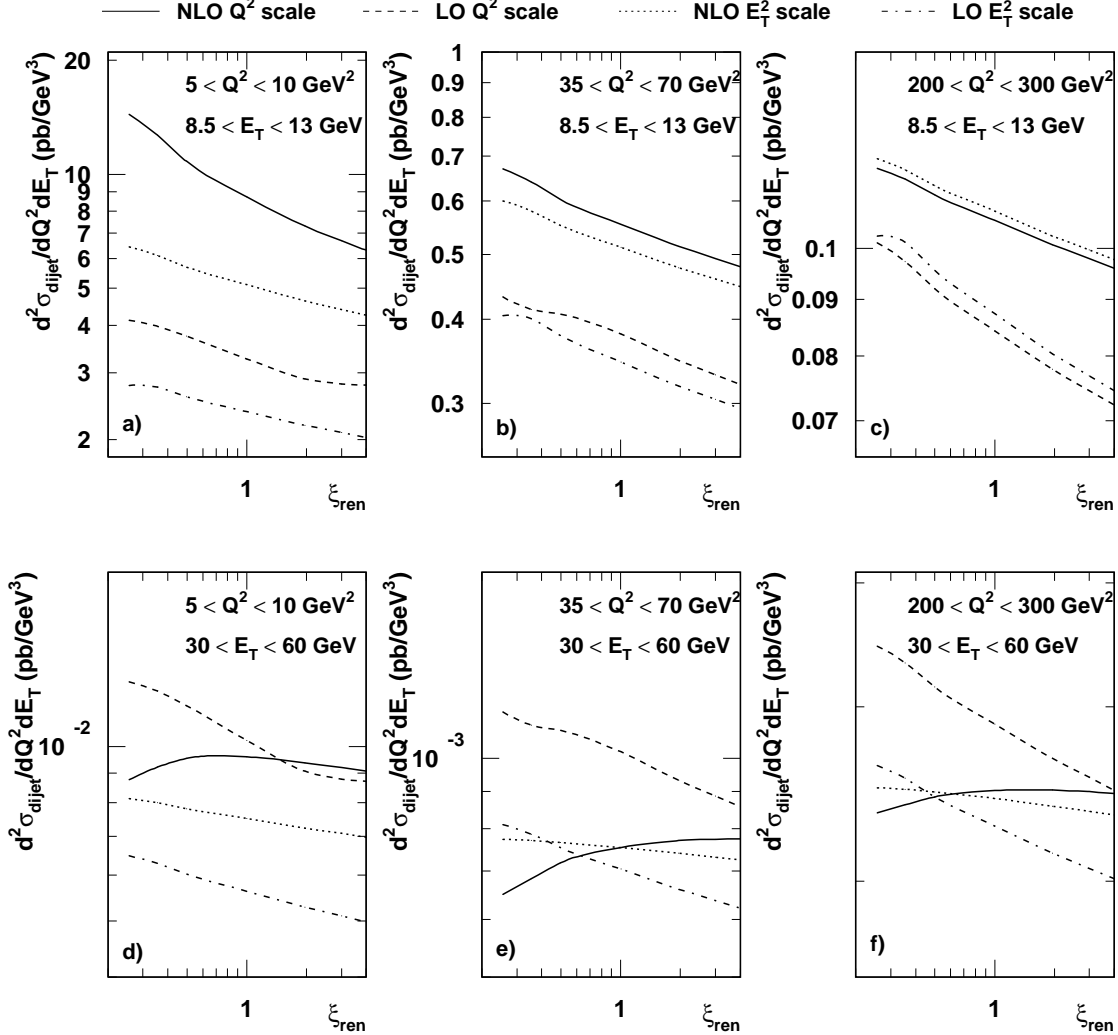 NLO Q² scale LO Q² scale NLO E_T² scale LO E_T² scale
d²σ_dijet/dQ²dE_T (pb/GeV³)
20
10
9
8
7
6
5
4
3
2
5 < Q² < 10 GeV²
8.5 < E_T < 13 GeV
a)
1
ξ_ren
d²σ_dijet/dQ²dE_T (pb/GeV³)
1
0.9
0.8
0.7
0.6
0.5
0.4
0.3
35 < Q² < 70 GeV²
8.5 < E_T < 13 GeV
b)
1
ξ_ren
d²σ_dijet/dQ²dE_T (pb/GeV³)
0.1
0.09
0.08
0.07
200 < Q² < 300 GeV²
8.5 < E_T < 13 GeV
c)
1
ξ_ren
d²σ_dijet/dQ²dE_T (pb/GeV³)
10⁻²
5 < Q² < 10 GeV²
30 < E_T < 60 GeV
d)
1
ξ_ren
d²σ_dijet/dQ²dE_T (pb/GeV³)
10⁻³
35 < Q² < 70 GeV²
30 < E_T < 60 GeV
e)
1
ξ_ren
d²σ_dijet/dQ²dE_T (pb/GeV³)
200 < Q² < 300 GeV²
30 < E_T < 60 GeV
f)
1
ξ_ren